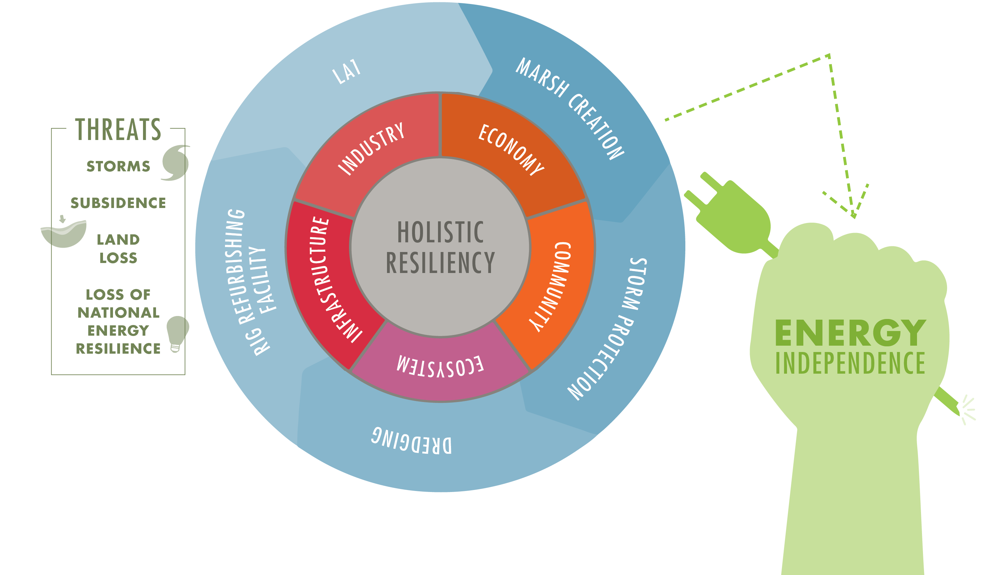 THREATS
STORMS
SUBSIDENCE
LAND
LOSS
LOSS OF
NATIONAL
ENERGY
RESILIENCE
LA1
MARSH CREATION
STORM PROTECTION
DREDGING
RIG REFURBISHING
FACILITY
INDUSTRY
ECONOMY
COMMUNITY
ECOSYSTEM
INFRASTRUCTURE
HOLISTIC
RESILIENCY
ENERGY
INDEPENDENCE